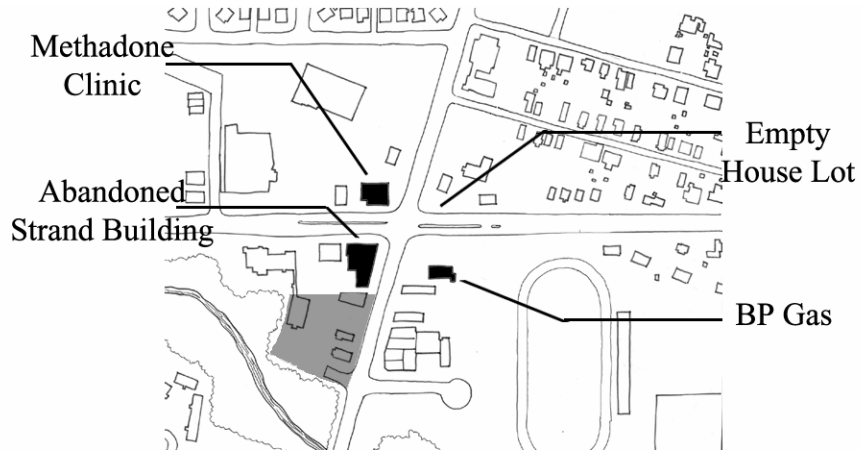 Methadone
Clinic
Abandoned
Strand Building
Empty
House Lot
BP Gas